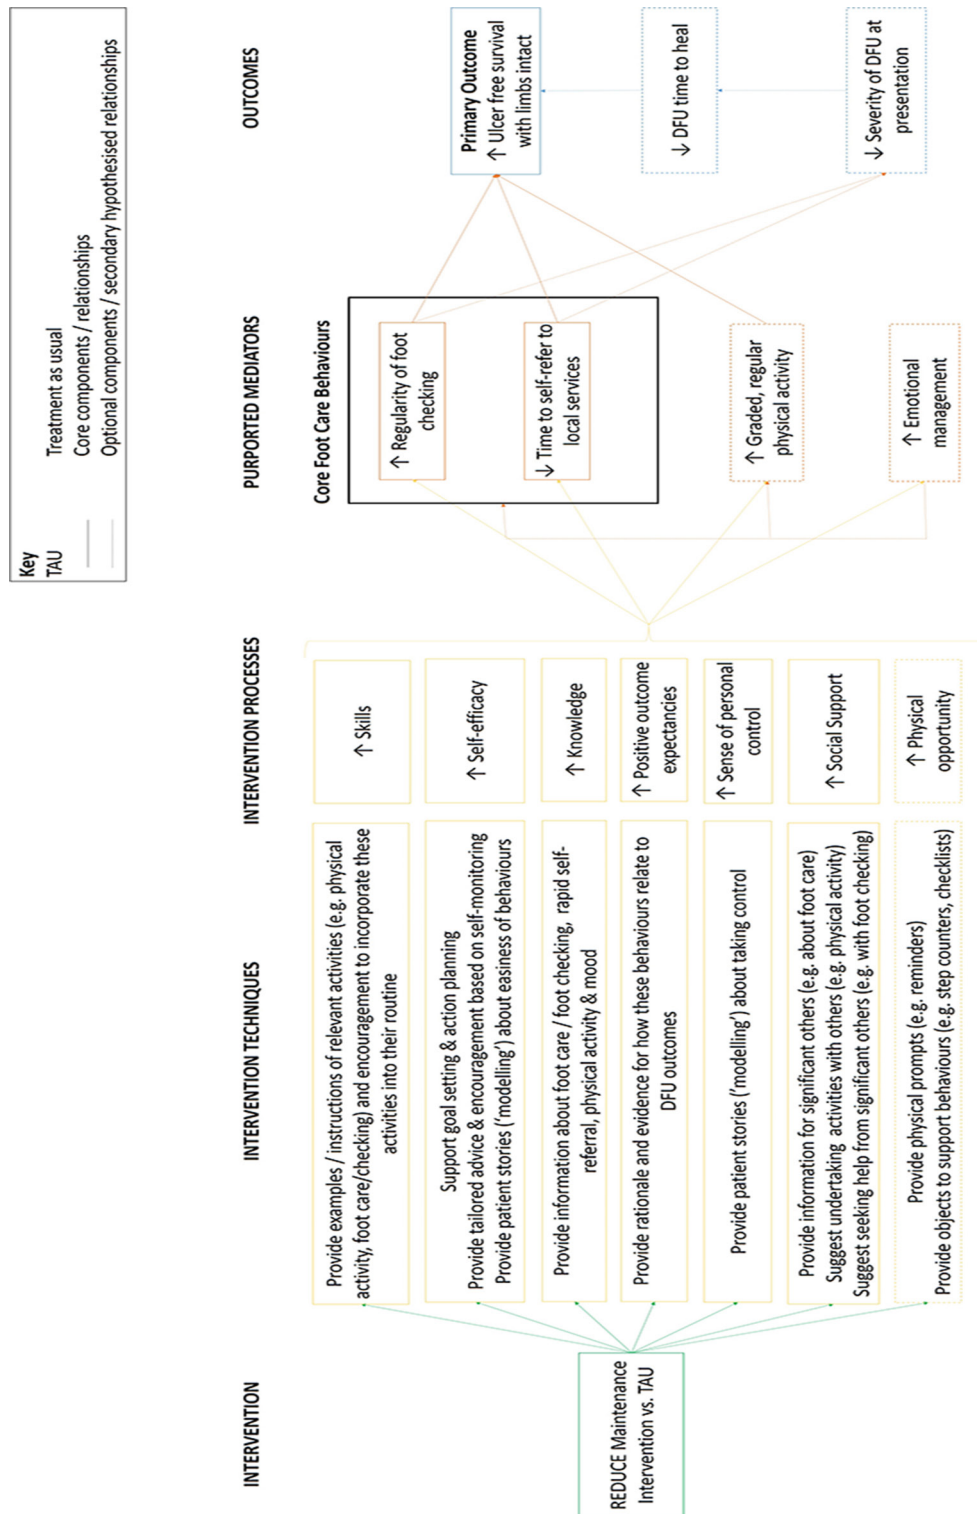 Key
TAU Treatment as usual
Core components / relationships
Optional components / secondary hypothesised relationships
INTERVENTION
INTERVENTION TECHNIQUES
INTERVENTION PROCESSES
PURPORTED MEDIATORS
OUTCOMES
REDUCE Maintenance
Intervention vs. TAU
Provide examples / instructions of relevant activities (e.g. physical
activity, foot care/checking) and encouragement to incorporate these
activities into their routine
Support goal setting & action planning
Provide tailored advice & encouragement based on self-monitoring
Provide patient stories ('modelling') about easiness of behaviours
Provide information about foot care / foot checking, rapid self-
referral, physical activity & mood
Provide rationale and evidence for how these behaviours relate to
DFU outcomes
Provide patient stories ('modelling') about taking control
Provide information for significant others (e.g. about foot care)
Suggest undertaking activities with others (e.g. physical activity)
Suggest seeking help from significant others (e.g. with foot checking)
Provide physical prompts (e.g. reminders)
Provide objects to support behaviours (e.g. step counters, checklists)
↑ Skills
↑ Self-efficacy
↑ Knowledge
↑ Positive outcome
expectancies
↑ Sense of personal
control
↑ Social Support
↑ Physical
opportunity
Core Foot Care Behaviours
↑ Regularity of foot
checking
↓ Time to self-refer to
local services
↑ Graded, regular
physical activity
↑ Emotional
management
Primary Outcome
↑ Ulcer free survival
with limbs intact
↓ DFU time to heal
↓ Severity of DFU at
presentation